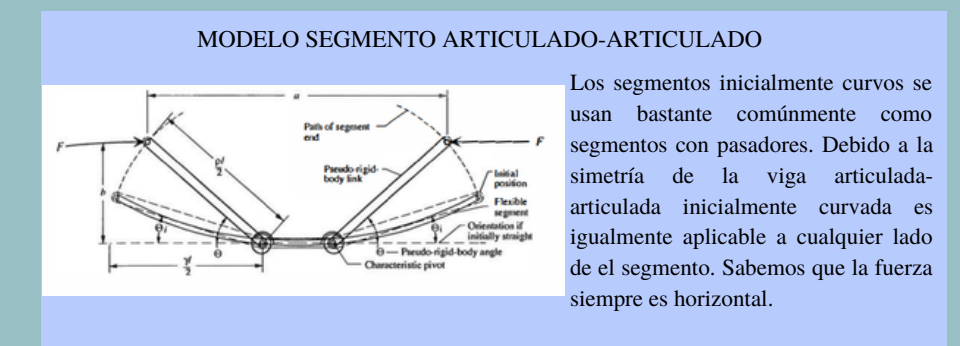 MODELO SEGMENTO ARTICULADO-ARTICULADO
Los segmentos inicialmente curvos se
usan bastante comúnmente como
segmentos con pasadores. Debido a la
simetría de la viga articulada-
articulada inicialmente curvada es
igualmente aplicable a cualquier lado
de el segmento. Sabemos que la fuerza
siempre es horizontal.
a
Path of segment
end
F
F
ρl
2
Pseudo-rigid-
body link
Initial
position
b
Flexible
segment
Θi
Θi
Orientation if
initially straight
Θ
Θ — Pseudo-rigid-body angle
γl
2
Characteristic pivot